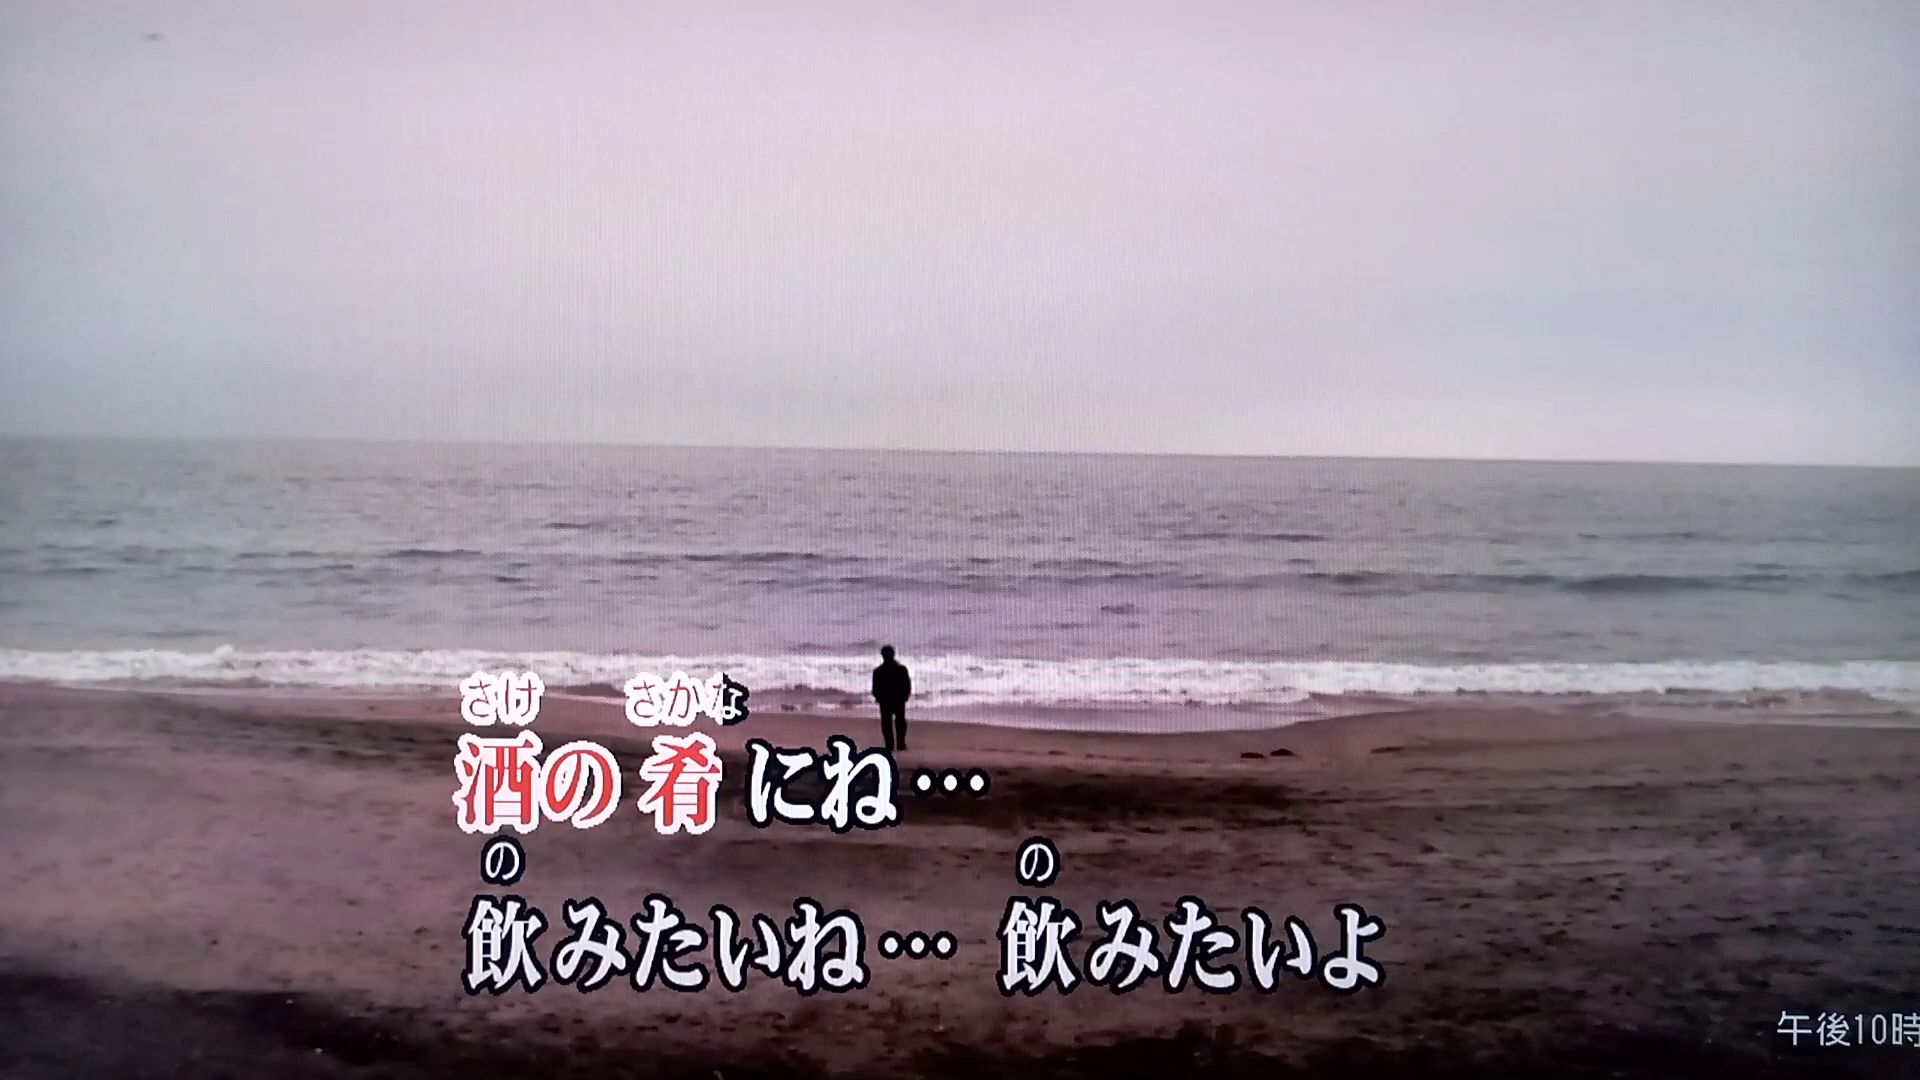 さけ さかな
酒の肴にね…
の の
飲みたいね… 飲みたいよ
午後10時